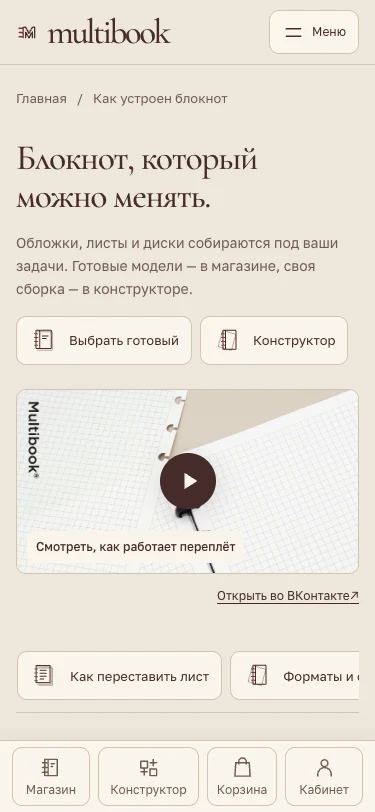 multibook
Меню
Главная / Как устроен блокнот
Блокнот, который
можно менять.
Обложки, листы и диски собираются под ваши
задачи. Готовые модели — в магазине, своя
сборка — в конструкторе.
Выбрать готовый
Конструктор
Multibook®
Смотреть, как работает переплёт
Открыть во ВКонтакте↗
Как переставить лист
Форматы и
Магазин
Конструктор
Корзина
Кабинет